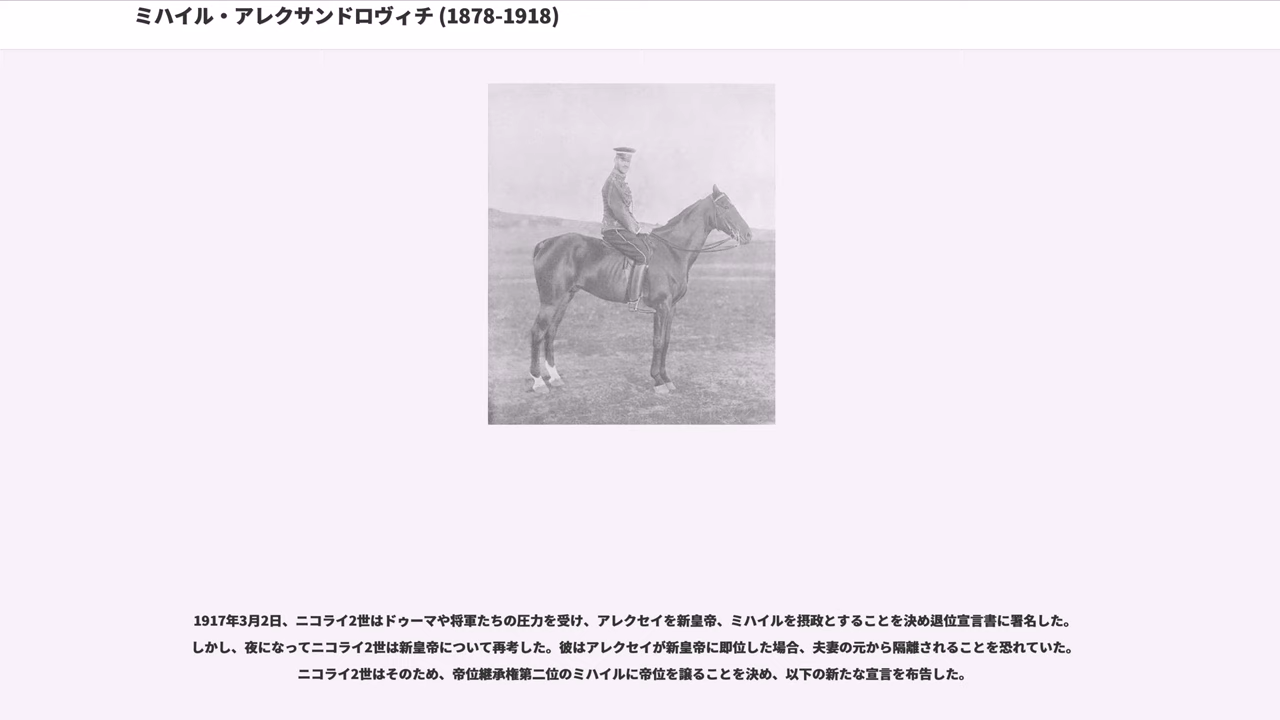 ミハイル・アレクサンドロヴィチ (1878-1918)
1917年3月2日、ニコライ2世はドゥーマや将軍たちの圧力を受け、アレクセイを新皇帝、ミハイルを摂政とすることを決め退位宣言書に署名した。
しかし、夜になってニコライ2世は新皇帝について再考した。彼はアレクセイが新皇帝に即位した場合、夫妻の元から隔離されることを恐れていた。
ニコライ2世はそのため、帝位継承権第二位のミハイルに帝位を譲ることを決め、以下の新たな宣言を布告した。